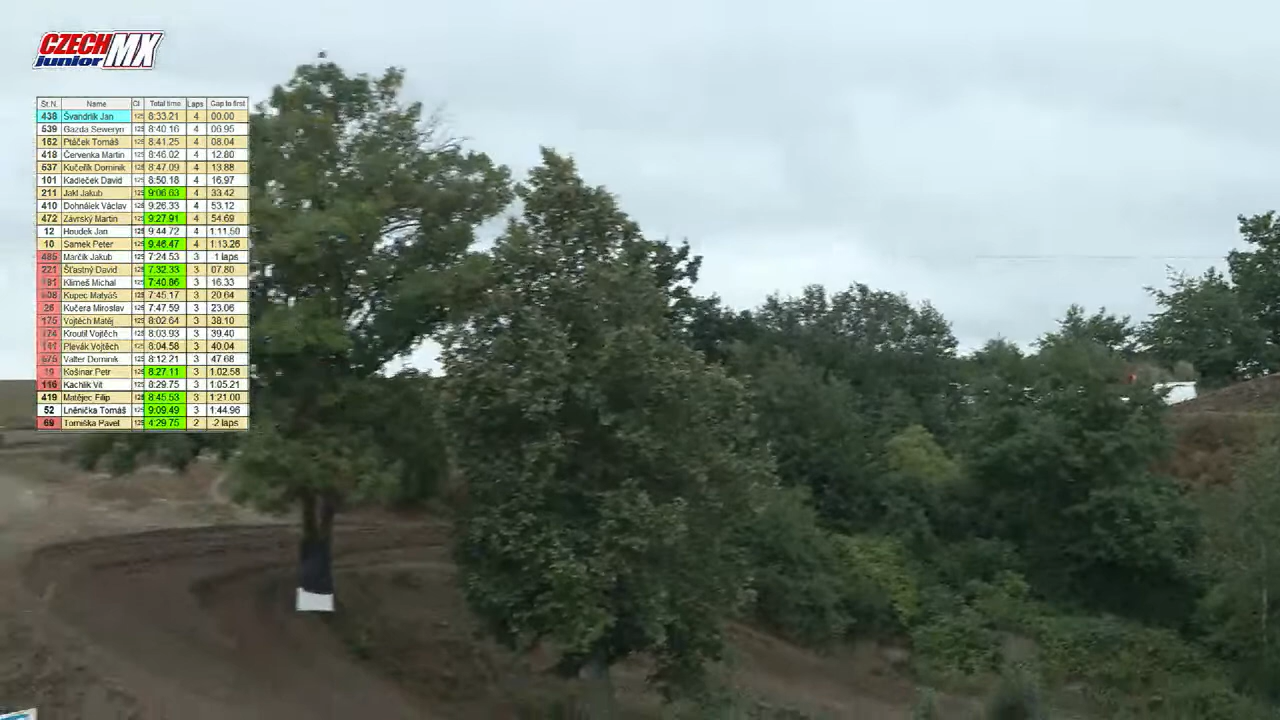 CZECH MX
junior
St.N. Name Cl Total time Laps Gap to first
438 Švandrlík Jan 125 8:33.21 4 00.00
539 Gazda Seweryn 125 8:40.16 4 06.95
162 Ptáček Tomáš 125 8:41.25 4 08.04
418 Červenka Martin 125 8:46.02 4 12.80
537 Kučeřík Dominik 125 8:47.09 4 13.88
101 Kadleček David 125 8:50.18 4 16.97
211 Jakl Jakub 125 9:06.63 4 33.42
410 Dohnálek Václav 125 9:26.33 4 53.12
472 Závrský Martin 125 9:27.91 4 54.69
12 Houdek Jan 125 9:44.72 4 1:11.50
10 Samek Peter 125 9:46.47 4 1:13.26
485 Marčík Jakub 125 7:24.53 3 -1 laps
221 Šťastný David 125 7:32.33 3 07.80
Klimeš Michal 125 7:40.86 3 16.33
Kupec Matyáš 125 7:45.17 3 20.64
26 Kučera Miroslav 125 7:47.59 3 23.06
175 Vojtěch Matěj 125 8:02.64 3 38.10
174 Kroutil Vojtěch 125 8:03.93 3 39.40
Plevák Vojtěch 125 8:04.58 3 40.04
Valter Dominik 125 8:12.21 3 47.68
Košinar Petr 125 8:27.11 3 1:02.58
116 Kachlík Vít 125 8:29.75 3 1:05.21
419 Matějec Filip 125 8:45.53 3 1:21.00
52 Lněnička Tomáš 125 9:09.49 3 1:44.96
69 Tomiška Pavel 125 4:29.75 2 -2 laps